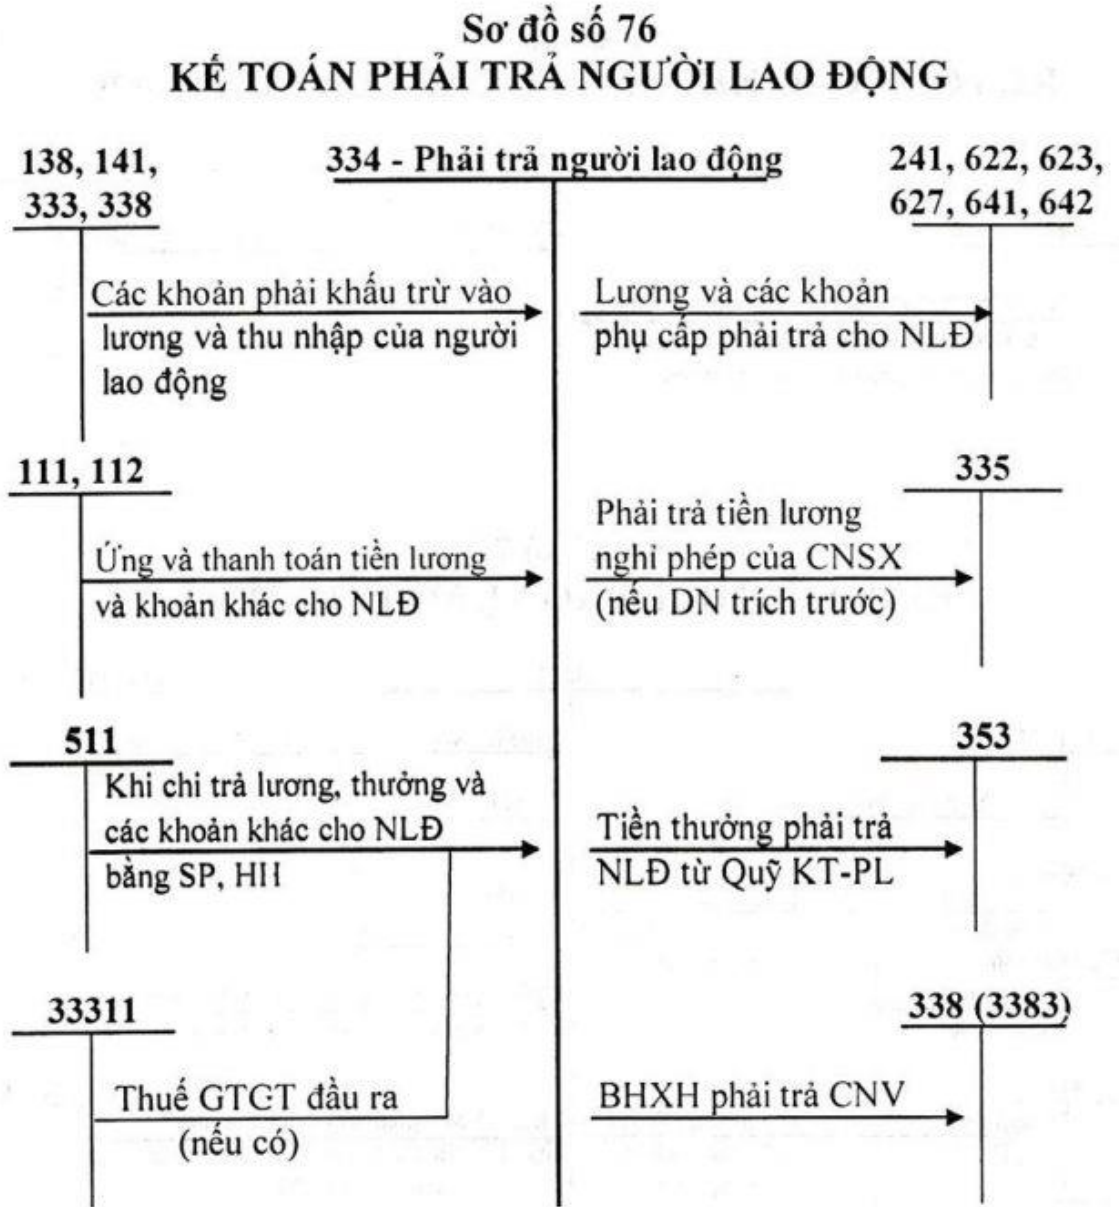 Sơ đồ số 76
KẾ TOÁN PHẢI TRẢ NGƯỜI LAO ĐỘNG
138, 141,
333, 338
334 - Phải trả người lao động
241, 622, 623,
627, 641, 642
Các khoản phải khấu trừ vào
lương và thu nhập của người
lao động
Lương và các khoản
phụ cấp phải trả cho NLĐ
111, 112
Ứng và thanh toán tiền lương
và khoản khác cho NLĐ
335
Phải trả tiền lương
nghỉ phép của CNSX
(nếu DN trích trước)
511
Khi chi trả lương, thưởng và
các khoản khác cho NLĐ
bằng SP, HH
353
Tiền thưởng phải trả
NLĐ từ Quỹ KT-PL
33311
Thuế GTGT đầu ra
(nếu có)
338 (3383)
BHXH phải trả CNV